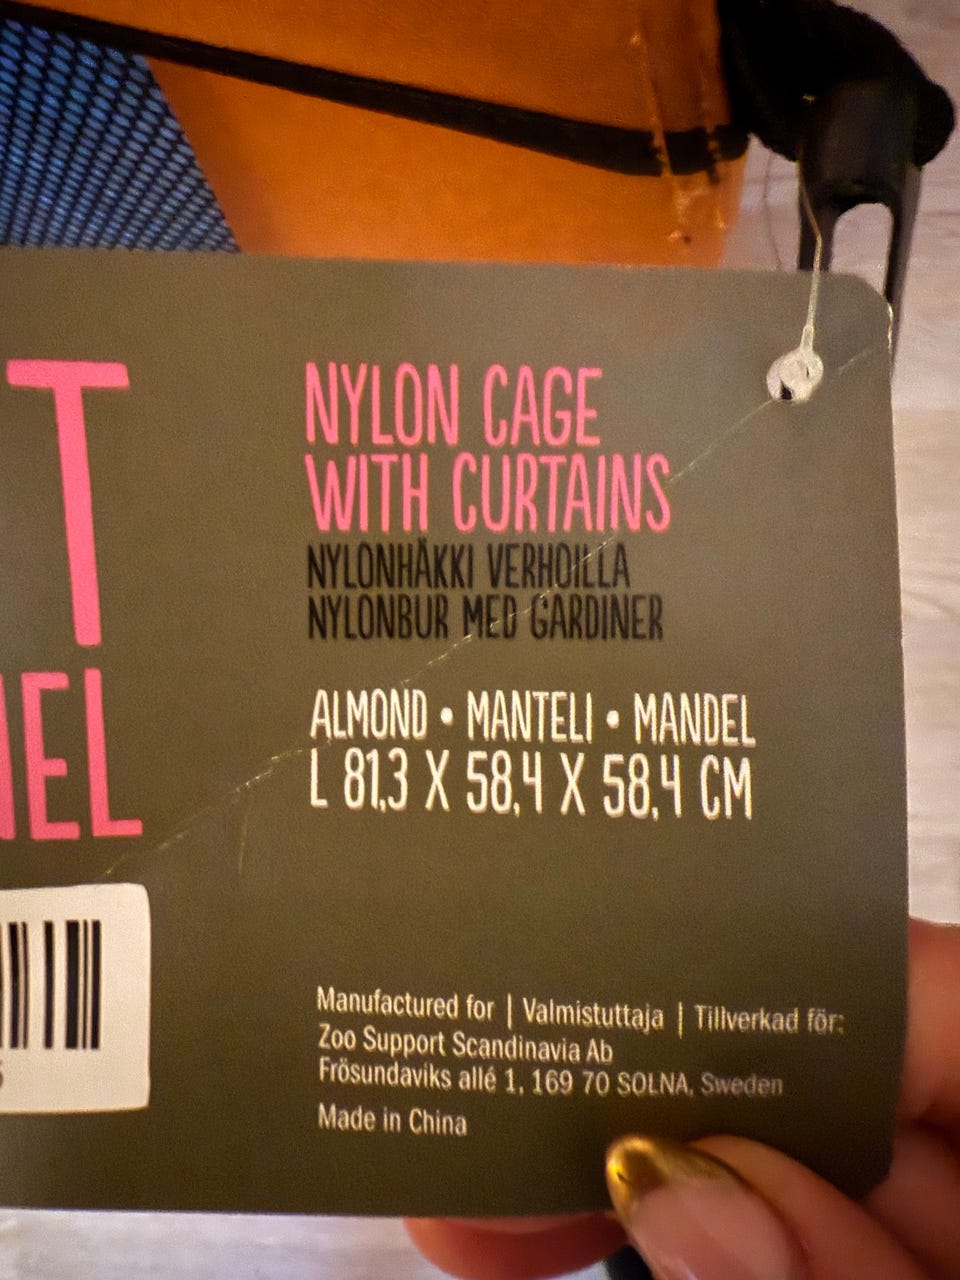 T
NEL
NYLON CAGE
WITH CURTAINS
NYLONHÄKKI VERHOILLA
NYLONBUR MED GARDINER
ALMOND • MANTELI • MANDEL
L 81,3 X 58,4 X 58,4 CM
Manufactured for | Valmistuttaja | Tillverkad för:
Zoo Support Scandinavia Ab
Frösundaviks allé 1, 169 70 SOLNA, Sweden
Made in China